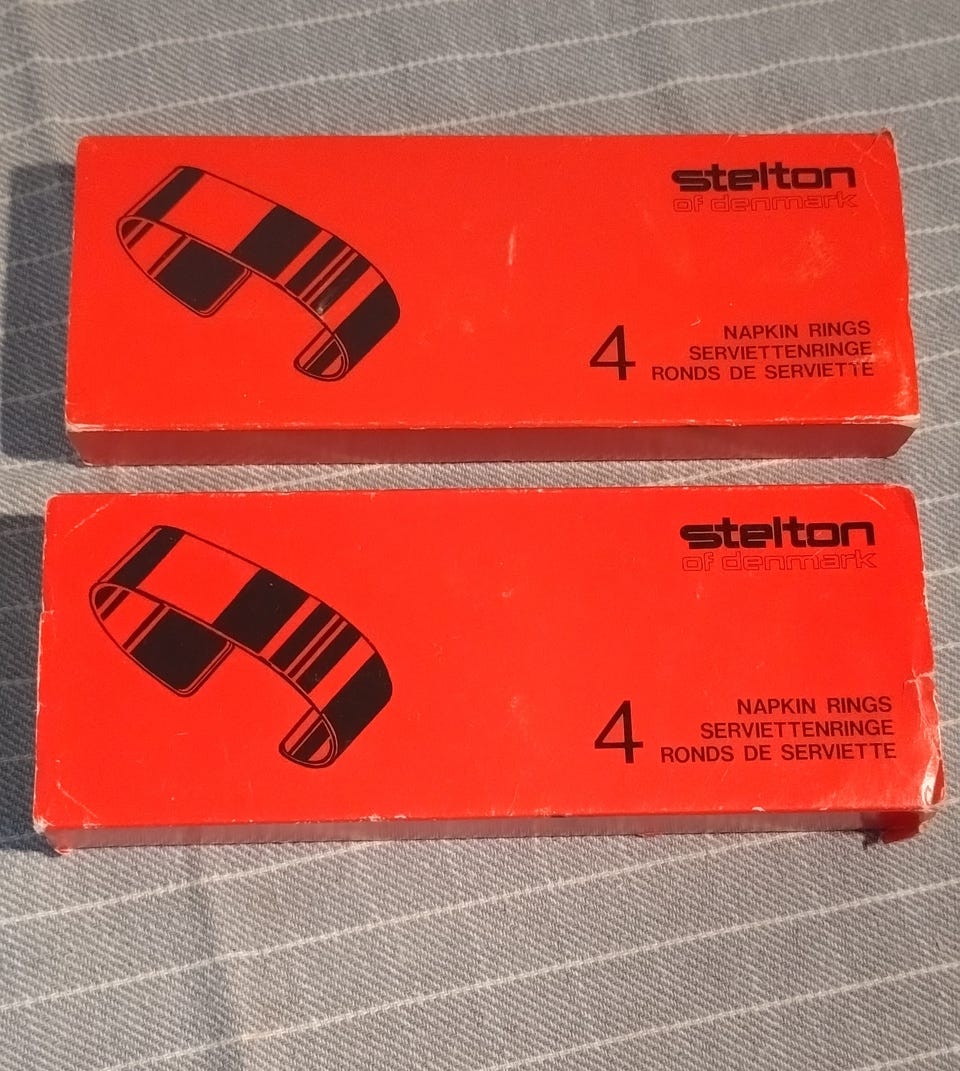 stelton
of denmark
4
NAPKIN RINGS
SERVIETTENRINGE
RONDS DE SERVIETTE
stelton
of denmark
4
NAPKIN RINGS
SERVIETTENRINGE
RONDS DE SERVIETTE